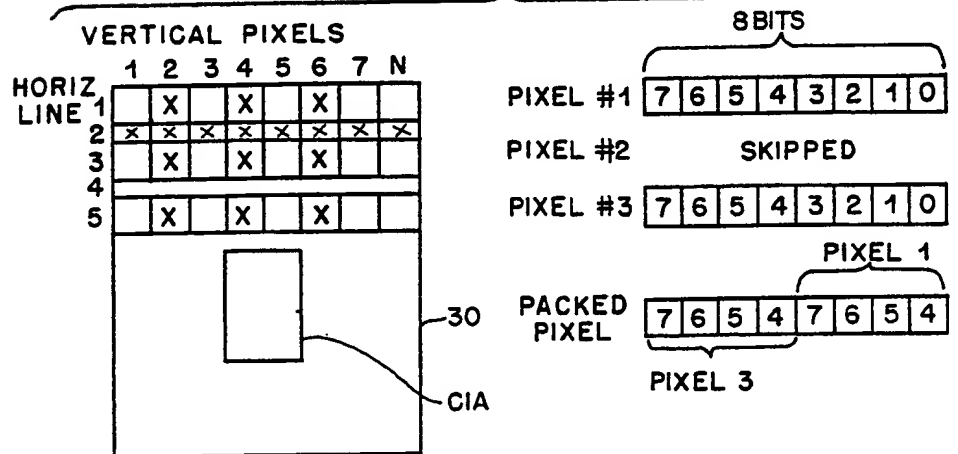 VERTICAL PIXELS
1 2 3 4 5 6 7 N
HORIZ LINE
1 X X X
2 X X X X X X X X
3 X X X
4
5 X X X
30
CIA
8 BITS
PIXEL #1 7 6 5 4 3 2 1 0
PIXEL #2 SKIPPED
PIXEL #3 7 6 5 4 3 2 1 0
PIXEL 1
PACKED PIXEL 7 6 5 4 7 6 5 4
PIXEL 3